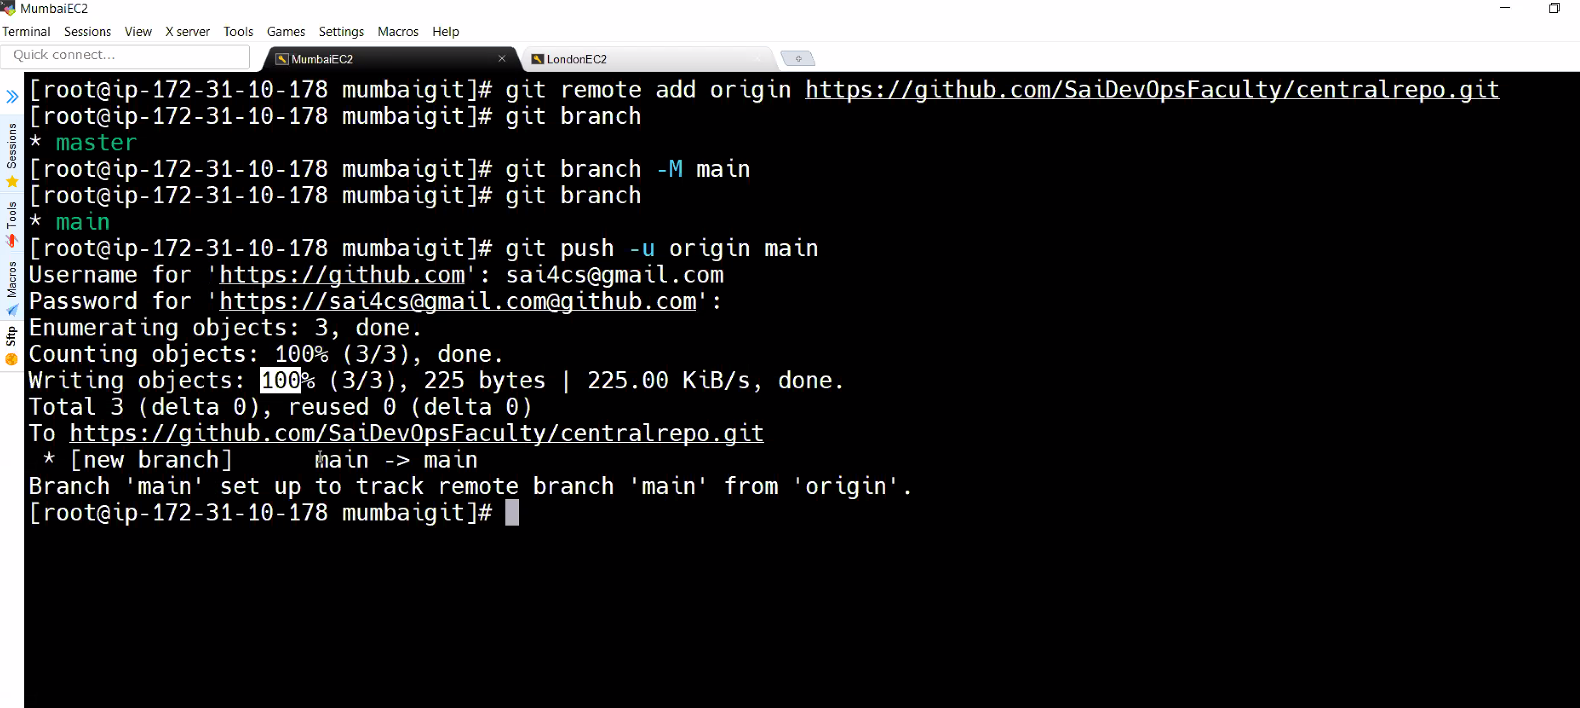 MumbaiEC2
Terminal Sessions View X server Tools Games Settings Macros Help
Quick connect... MumbaiEC2 LondonEC2
[root@ip-172-31-10-178 mumbaigit]# git remote add origin https://github.com/SaiDevOpsFaculty/centralrepo.git
[root@ip-172-31-10-178 mumbaigit]# git branch
* master
[root@ip-172-31-10-178 mumbaigit]# git branch -M main
[root@ip-172-31-10-178 mumbaigit]# git branch
* main
[root@ip-172-31-10-178 mumbaigit]# git push -u origin main
Username for 'https://github.com': sai4cs@gmail.com
Password for 'https://sai4cs@gmail.com@github.com':
Enumerating objects: 3, done.
Counting objects: 100% (3/3), done.
Writing objects: 100% (3/3), 225 bytes | 225.00 KiB/s, done.
Total 3 (delta 0), reused 0 (delta 0)
To https://github.com/SaiDevOpsFaculty/centralrepo.git
* [new branch] main -> main
Branch 'main' set up to track remote branch 'main' from 'origin'.
[root@ip-172-31-10-178 mumbaigit]#
Sessions
Tools
Macros
Sftp